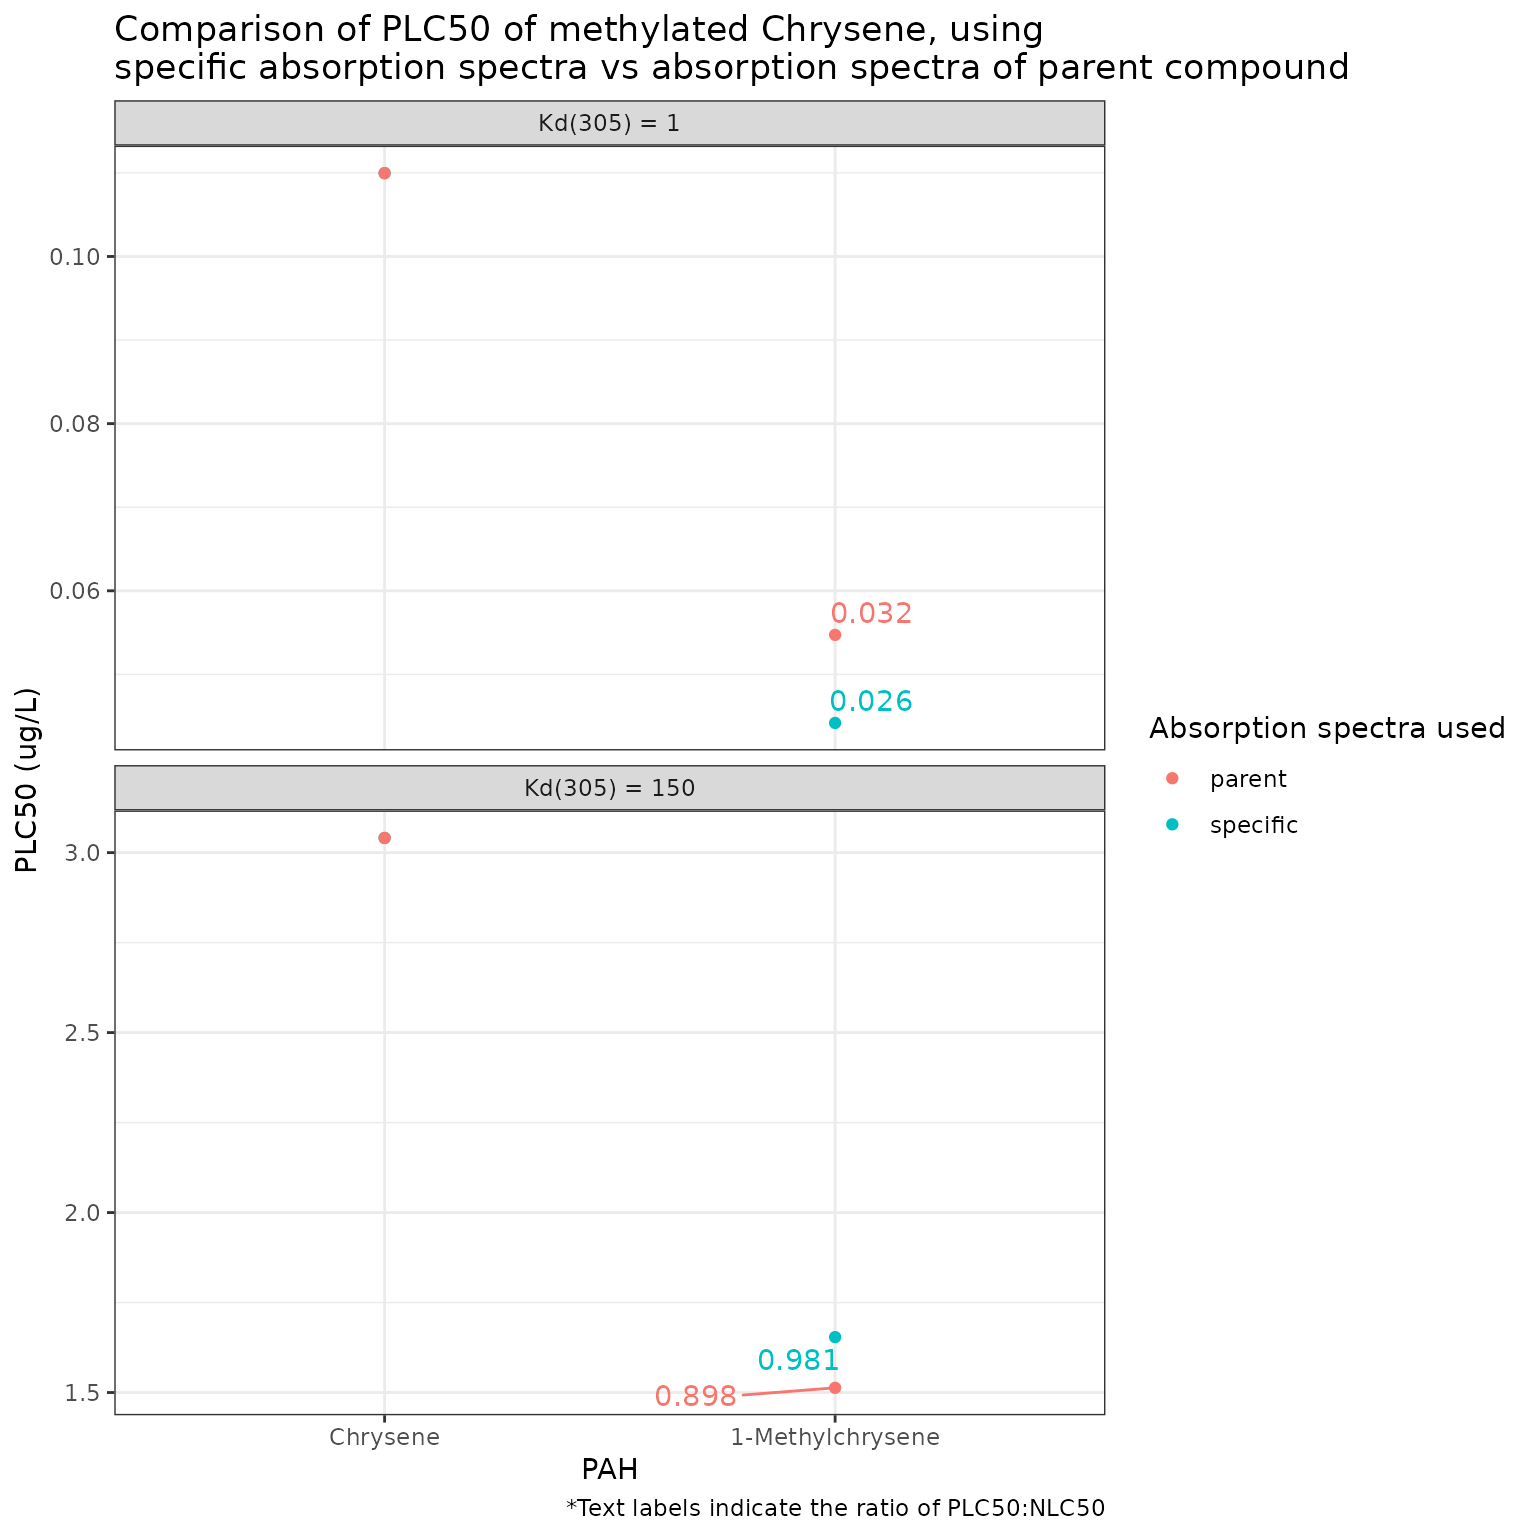 Comparison of PLC50 of methylated Chrysene, using
specific absorption spectra vs absorption spectra of parent compound
Kd(305) = 1
0.10
0.08
0.06
0.032
0.026
PLC50 (ug/L)
Absorption spectra used
parent
specific
Kd(305) = 150
3.0
2.5
2.0
1.5
0.981
0.898
Chrysene
1-Methylchrysene
PAH
*Text labels indicate the ratio of PLC50:NLC50